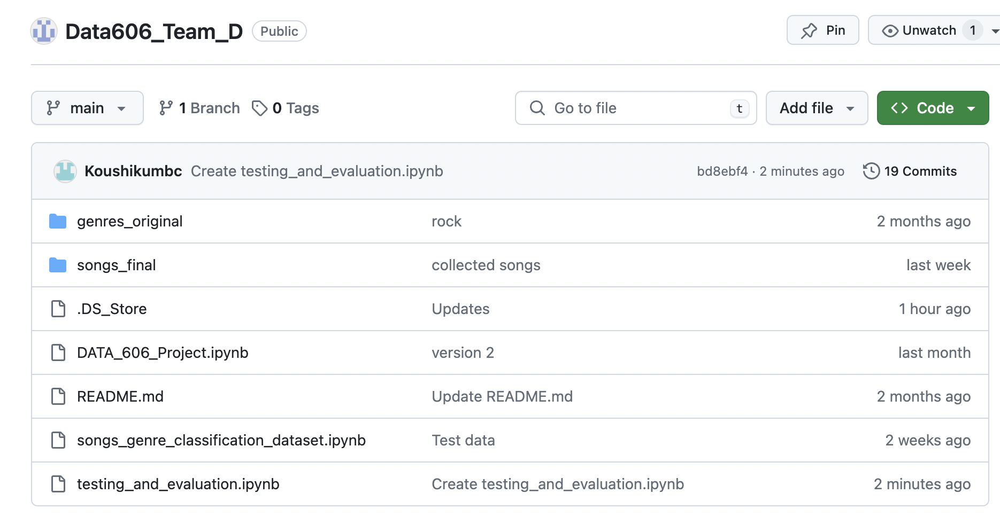 Data606_Team_D Public Pin Unwatch 1
main 1 Branch 0 Tags Go to file t Add file Code
Koushikumbc Create testing_and_evaluation.ipynb bd8ebf4 · 2 minutes ago 19 Commits
genres_original rock 2 months ago
songs_final collected songs last week
.DS_Store Updates 1 hour ago
DATA_606_Project.ipynb version 2 last month
README.md Update README.md 2 months ago
songs_genre_classification_dataset.ipynb Test data 2 weeks ago
testing_and_evaluation.ipynb Create testing_and_evaluation.ipynb 2 minutes ago